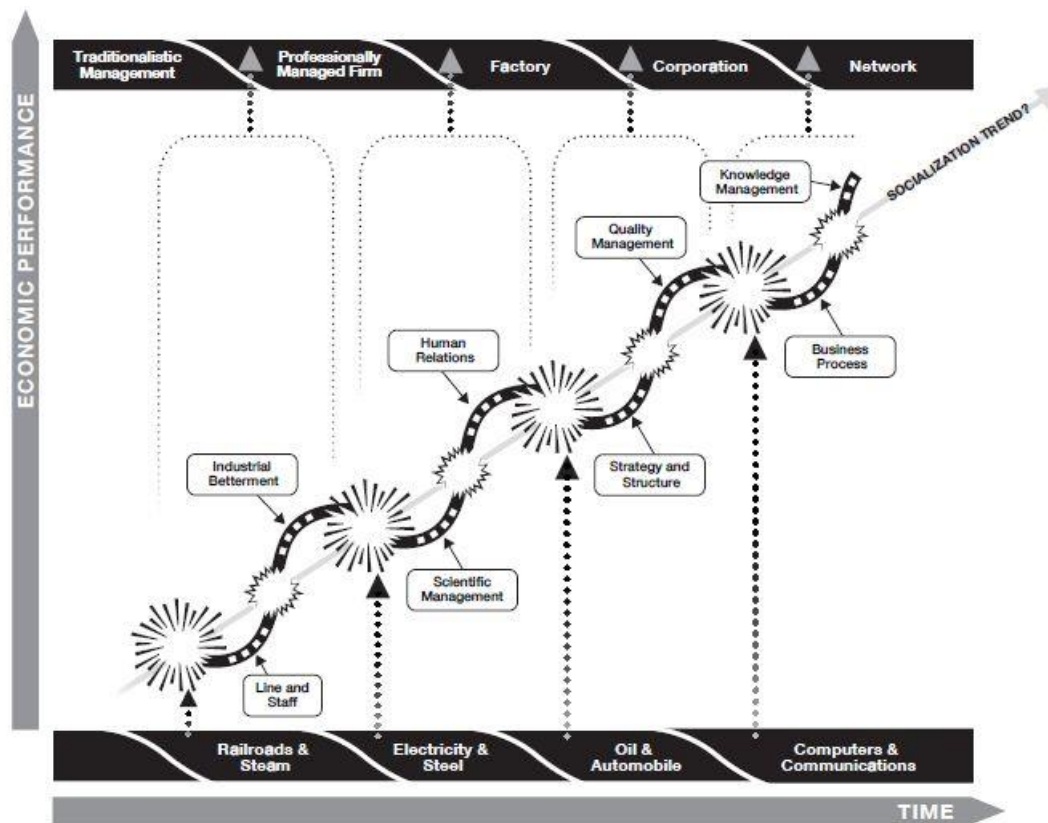 Traditionalistic
Management
Professionally
Managed Firm
Factory
Corporation
Network
ECONOMIC PERFORMANCE
SOCIALIZATION TREND?
Knowledge
Management
Quality
Management
Business
Process
Human
Relations
Strategy and
Structure
Industrial
Betterment
Scientific
Management
Line and
Staff
Railroads &
Steam
Electricity &
Steel
Oil &
Automobile
Computers &
Communications
TIME